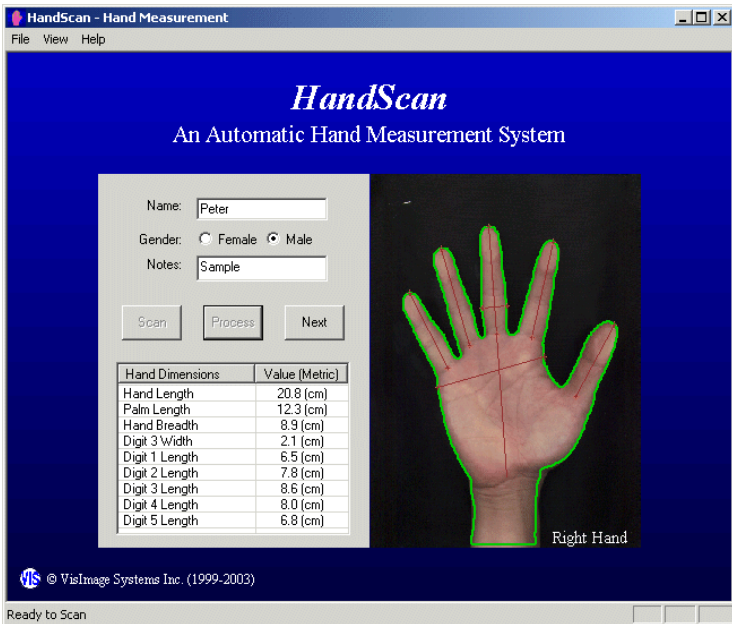 HandScan - Hand Measurement
File View Help
HandScan
An Automatic Hand Measurement System
Name: Peter
Gender: Female Male
Notes: Sample
Scan Process Next
Hand Dimensions Value (Metric)
Hand Length 20.8 (cm)
Palm Length 12.3 (cm)
Hand Breadth 8.9 (cm)
Digit 3 Width 2.1 (cm)
Digit 1 Length 6.5 (cm)
Digit 2 Length 7.8 (cm)
Digit 3 Length 8.6 (cm)
Digit 4 Length 8.0 (cm)
Digit 5 Length 6.8 (cm)
Right Hand
VIS © VisImage Systems Inc. (1999-2003)
Ready to Scan